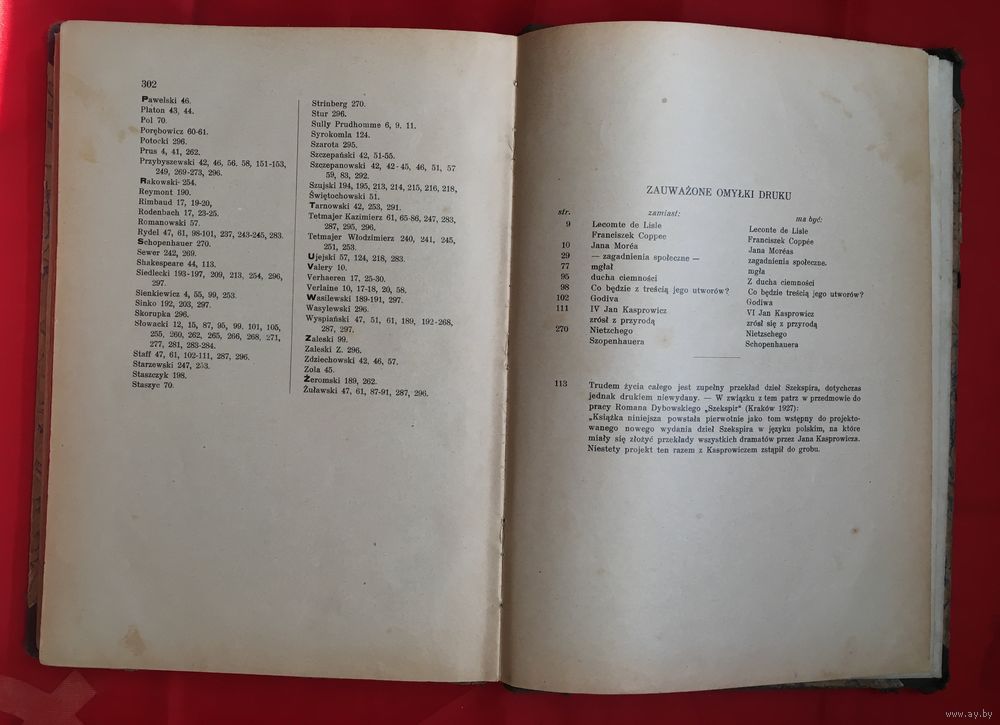 302
Pawelski 46.
Platon 43, 44.
Pol 70.
Porębowicz 60-61.
Potocki 296.
Prus 4, 41, 262.
Przybyszewski 42, 46, 56. 58, 151-153,
249, 269-273, 296.
Rakowski- 254.
Reymont 190.
Rimbaud 17, 19-20,
Rodenbach 17, 23-25.
Romanowski 57.
Rydel 47, 61, 98-101, 237, 243-245, 283.
Schopenhauer 270.
Sewer 242, 269.
Shakespeare 44, 113.
Siedlecki 193-197, 209, 213, 254, 296,
297.
Sienkiewicz 4, 55, 99, 253.
Sinko 192, 203, 297.
Skorupka 296.
Słowacki 12, 15, 87, 95, 99. 101, 105,
255, 260, 262, 265, 266, 268, 271,
277, 281, 283-284.
Staff 47, 61, 102-111, 287, 296.
Starzewski 247, 253.
Staszczyk 198.
Staszyc 70.
Strinberg 270.
Stur 296.
Sully Prudhomme 6, 9. 11.
Syrokomla 124.
Szarota 295.
Szczepański 42, 51-55.
Szczepanowski 42, 42-45, 46, 51, 57
59, 83, 292.
Szujski 194, 195, 213, 214, 215, 216, 218,
Świętochowski 51.
Tarnowski 42, 253, 291.
Tetmajer Kazimierz 61, 65-86, 247, 283,
287, 295, 296.
Tetmajer Włodzimierz 240, 241, 245,
251, 253.
Ujejski 57, 124, 218, 283.
Valery 10.
Verhaeren 17, 25-30.
Verlaine 10, 17-18, 20, 58.
Wasilewski 189-191, 297.
Wasylewski 296.
Wyspiański 47, 51, 61, 189, 192-268,
287, 297.
Zaleski 99.
Zaleski Z. 296.
Zdziechowski 42, 46, 57.
Zola 45.
Żeromski 189, 262.
Żuławski 47, 61, 87-91, 287, 296.
ZAUWAŻONE OMYŁKI DRUKU
str. zamiast: ma być:
9 Lecomte de Lisle Leconte de Lisle
Franciszek Coppee Franciszek Coppée
10 Jana Moréa Jana Moréas
29 — zagadnienia społeczne — zagadnienia społeczne.
77 mgłał mgła
95 ducha ciemności Z ducha ciemności
98 Co będzie z treścią jego utworów? Co będzie treścią jego utworów?
102 Godiva Godiwa
111 IV Jan Kasprowicz VI Jan Kasprowicz
zrósł z przyrodą zrósł się z przyrodą
270 Nietzchego Nietzschego
Szopenhauera Schopenhauera
113 Trudem życia całego jest zupełny przekład dzieł Szekspira, dotychczas
jednak drukiem niewydany. — W związku z tem patrz w przedmowie do
pracy Romana Dybowskiego „Szekspir" (Kraków 1927):
„Książka niniejsza powstała pierwotnie jako tom wstępny do projekto-
wanego nowego wydania dzieł Szekspira w języku polskim, na które
miały się złożyć przekłady wszystkich dramatów przez Jana Kasprowicza.
Niestety projekt ten razem z Kasprowiczem zstąpił do grobu.
www.ay.by